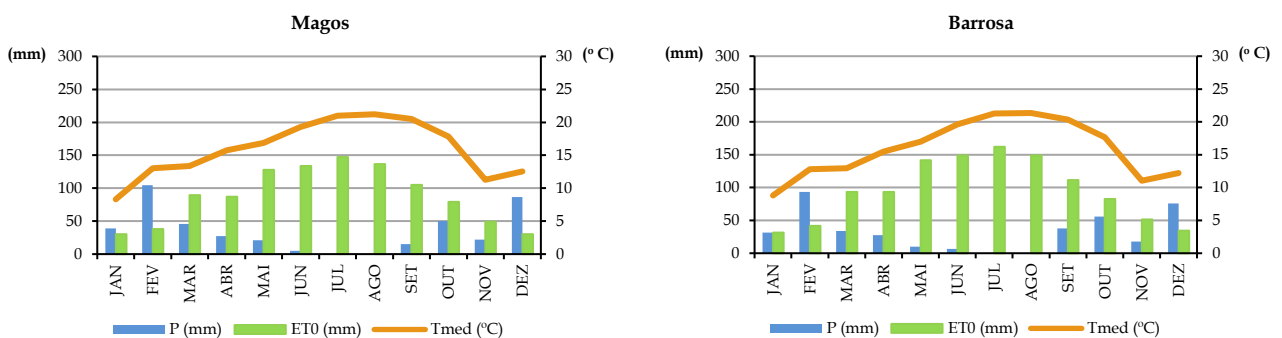 Magos
(mm)
(º C)
300
250
200
150
100
50
0
30
25
20
15
10
5
0
JAN
FEV
MAR
ABR
MAI
JUN
JUL
AGO
SET
OUT
NOV
DEZ
P (mm)
ET0 (mm)
Tmed (ºC)
Barrosa
(mm)
(º C)
300
250
200
150
100
50
0
30
25
20
15
10
5
0
JAN
FEV
MAR
ABR
MAI
JUN
JUL
AGO
SET
OUT
NOV
DEZ
P (mm)
ET0 (mm)
Tmed (ºC)